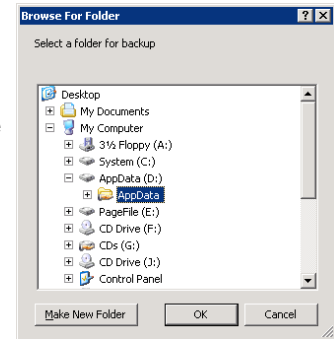 Browse For Folder
Select a folder for backup
Desktop
My Documents
My Computer
3½ Floppy (A:)
System (C:)
AppData (D:)
AppData
PageFile (E:)
CD Drive (F:)
CDs (G:)
CD Drive (J:)
Control Panel
Make New Folder
OK
Cancel